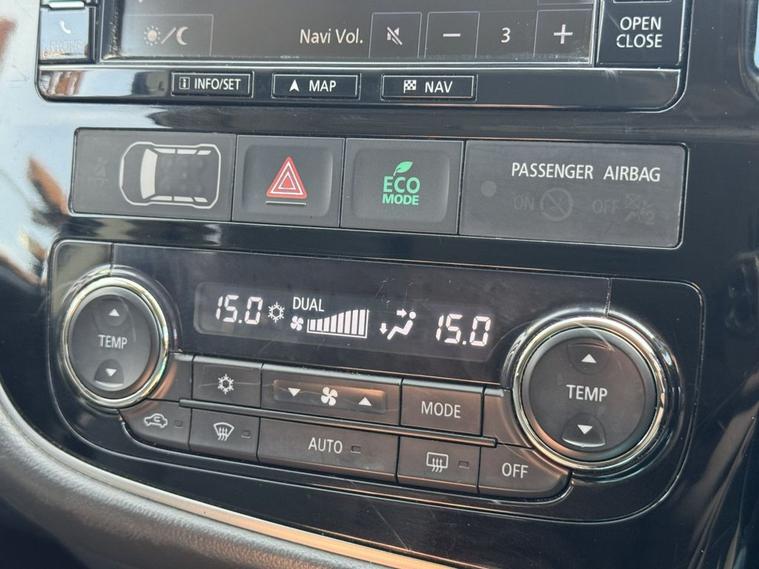 Navi Vol. − 3 +
OPEN
CLOSE
INFO/SET
MAP
NAV
ECO
MODE
PASSENGER AIRBAG
ON
OFF
DUAL
15.0
15.0
TEMP
MODE
TEMP
AUTO
OFF